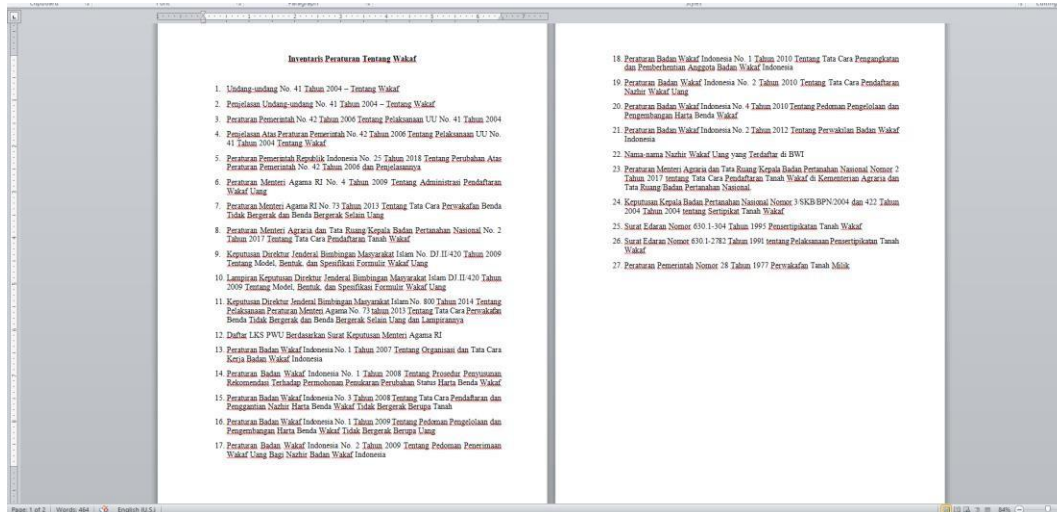 Clipboard
Font
Paragraph
Styles
Editing
Inventaris Peraturan Tentang Wakaf
1. Undang-undang No. 41 Tahun 2004 – Tentang Wakaf
2. Penjelasan Undang-undang No. 41 Tahun 2004 – Tentang Wakaf
3. Peraturan Pemerintah No. 42 Tahun 2006 Tentang Pelaksanaan UU No. 41 Tahun 2004
4. Penjelasan Atas Peraturan Pemerintah No. 42 Tahun 2006 Tentang Pelaksanaan UU No.
41 Tahun 2004 Tentang Wakaf
5. Peraturan Pemerintah Republik Indonesia No. 25 Tahun 2018 Tentang Perubahan Atas
Peraturan Pemerintah No. 42 Tahun 2006 dan Penjelasannya
6. Peraturan Menteri Agama RI No. 4 Tahun 2009 Tentang Administrasi Pendaftaran
Wakaf Uang
7. Peraturan Menteri Agama RI No. 73 Tahun 2013 Tentang Tata Cara Perwakafan Benda
Tidak Bergerak dan Benda Bergerak Selain Uang
8. Peraturan Menteri Agraria dan Tata Ruang/Kepala Badan Pertanahan Nasional No. 2
Tahun 2017 Tentang Tata Cara Pendaftaran Tanah Wakaf
9. Keputusan Direktur Jenderal Bimbingan Masyarakat Islam No. DJ.II/420 Tahun
2009 Tentang Model, Bentuk, dan Spesifikasi Formulir Wakaf Uang
10. Lampiran Keputusan Direktur Jenderal Bimbingan Masyarakat Islam DJ.II/420 Tahun
2009 Tentang Model, Bentuk, dan Spesifikasi Formulir Wakaf Uang
11. Keputusan Direktur Jenderal Bimbingan Masyarakat Islam No. 800 Tahun 2014 Tentang
Pelaksanaan Peraturan Menteri Agama No. 73 tahun 2013 Tentang Tata Cara Perwakafan
Benda Tidak Bergerak dan Benda Bergerak Selain Uang dan Lampirannya
12. Daftar LKS PWU Berdasarkan Surat Keputusan Menteri Agama RI
13. Peraturan Badan Wakaf Indonesia No. 1 Tahun 2007 Tentang Organisasi dan Tata Cara
Kerja Badan Wakaf Indonesia
14. Peraturan Badan Wakaf Indonesia No. 1 Tahun 2008 Tentang Prosedur Penyusunan
Rekomendasi Terhadap Permohonan Penukaran/Perubahan Status Harta Benda Wakaf
15. Peraturan Badan Wakaf Indonesia No. 3 Tahun 2008 Tentang Tata Cara Pendaftaran dan
Penggantian Nazhir Harta Benda Wakaf Tidak Bergerak Berupa Tanah
16. Peraturan Badan Wakaf Indonesia No. 1 Tahun 2009 Tentang Pedoman Pengelolaan dan
Pengembangan Harta Benda Wakaf Tidak Bergerak Berupa Uang
17. Peraturan Badan Wakaf Indonesia No. 2 Tahun 2009 Tentang Pedoman Penerimaan
Wakaf Uang Bagi Nazhir Badan Wakaf Indonesia
18. Peraturan Badan Wakaf Indonesia No. 1 Tahun 2010 Tentang Tata Cara Pengangkatan
dan Pemberhentian Anggota Badan Wakaf Indonesia
19. Peraturan Badan Wakaf Indonesia No. 2 Tahun 2010 Tentang Tata Cara Pendaftaran
Nazhir Wakaf Uang
20. Peraturan Badan Wakaf Indonesia No. 4 Tahun 2010 Tentang Pedoman Pengelolaan dan
Pengembangan Harta Benda Wakaf
21. Peraturan Badan Wakaf Indonesia No. 2 Tahun 2012 Tentang Perwakilan Badan Wakaf
Indonesia
22. Nama-nama Nazhir Wakaf Uang yang Terdaftar di BWI
23. Peraturan Menteri Agraria dan Tata Ruang/Kepala Badan Pertanahan Nasional Nomor 2
Tahun 2017 tentang Tata Cara Pendaftaran Tanah Wakaf di Kementerian Agraria dan
Tata Ruang/Badan Pertanahan Nasional.
24. Keputusan Kepala Badan Pertanahan Nasional Nomor 3/SKB/BPN/2004 dan 422 Tahun
2004 Tahun 2004 tentang Sertipikat Tanah Wakaf
25. Surat Edaran Nomor 630.1-304 Tahun 1995 Pensertipikatan Tanah Wakaf
26. Surat Edaran Nomor 630.1-2782 Tahun 1991 tentang Pelaksanaan Pensertipikatan Tanah
Wakaf
27. Peraturan Pemerintah Nomor 28 Tahun 1977 Perwakafan Tanah Milik
Page: 1 of 2
Words: 464
English (U.S.)
84%